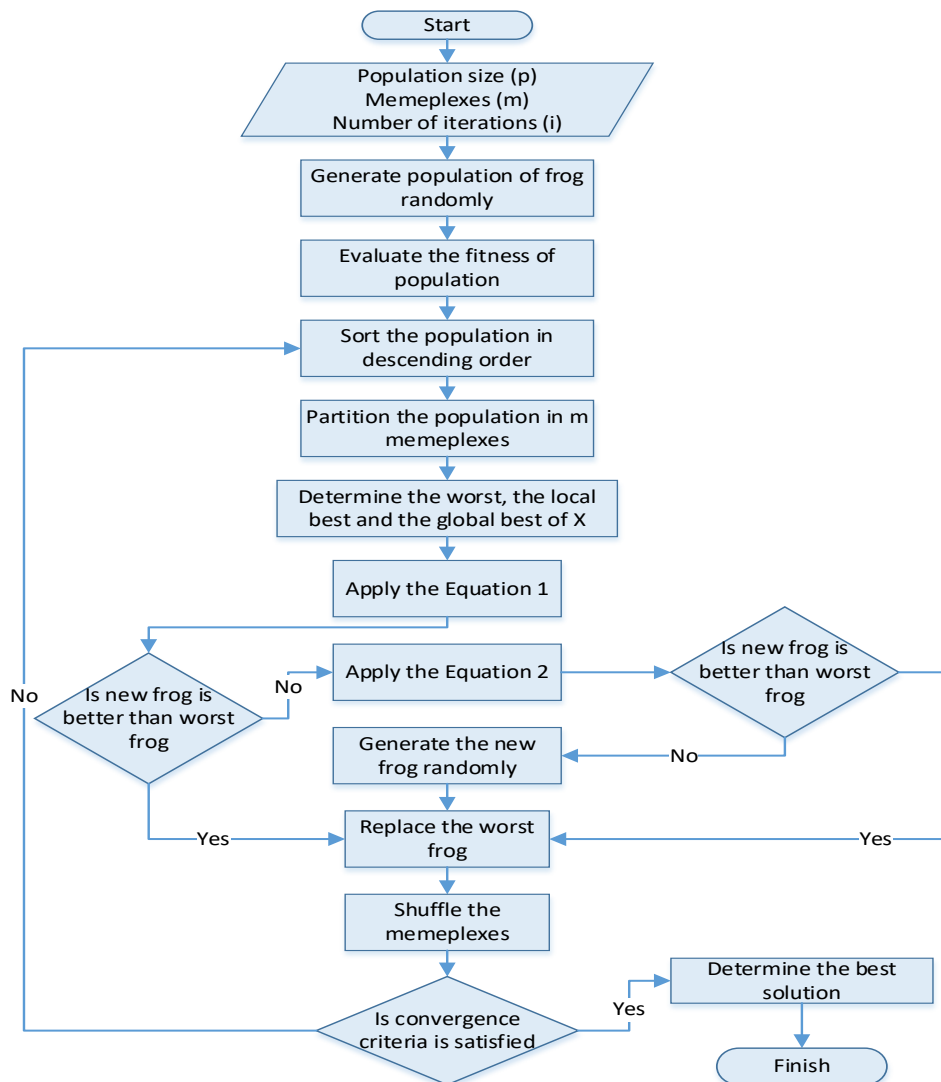 Start
Population size (p)
Memeplexes (m)
Number of iterations (i)
Generate population of frog
randomly
Evaluate the fitness of
population
Sort the population in
descending order
Partition the population in m
memeplexes
Determine the worst, the local
best and the global best of X
Apply the Equation 1
Is new frog is
better than worst
frog
No
Apply the Equation 2
Is new frog is
better than worst
frog
No
Generate the new
frog randomly
No
Yes
Replace the worst
frog
Yes
Shuffle the
memeplexes
Is convergence
criteria is satisfied
Yes
Determine the best
solution
Finish